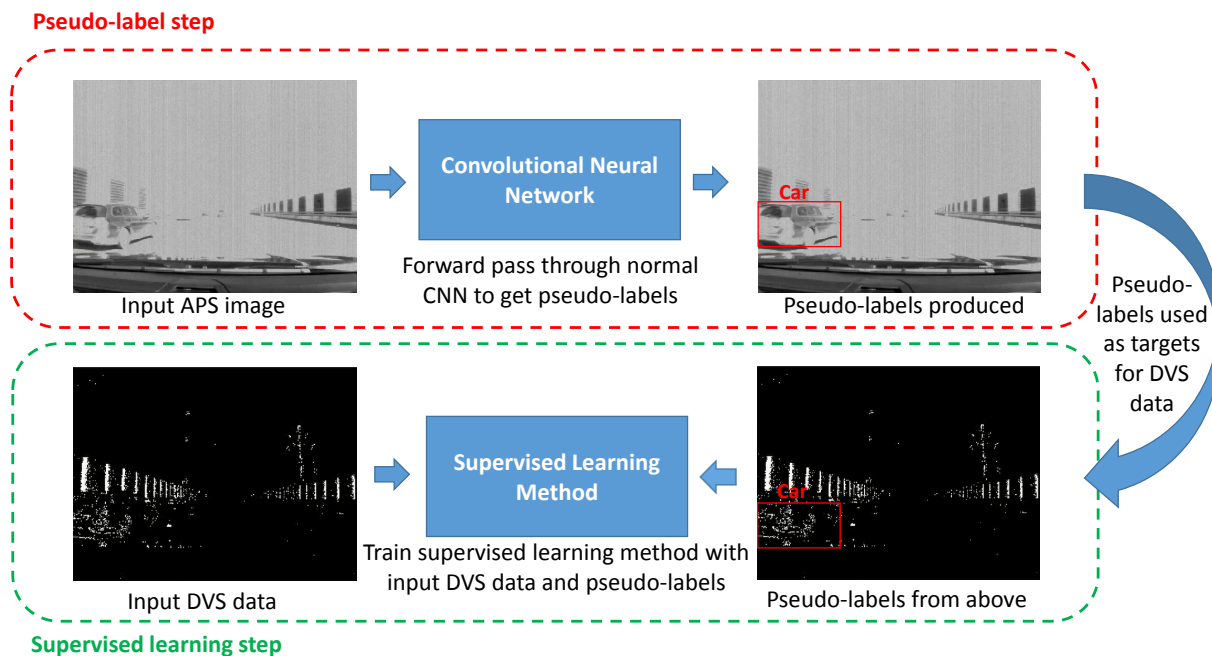 Pseudo-label step
Convolutional Neural
Network
Car
Forward pass through normal
CNN to get pseudo-labels
Input APS image
Pseudo-labels produced
Pseudo-
labels used
as targets
for DVS
data
Supervised Learning
Method
Car
Train supervised learning method with
input DVS data and pseudo-labels
Input DVS data
Pseudo-labels from above
Supervised learning step